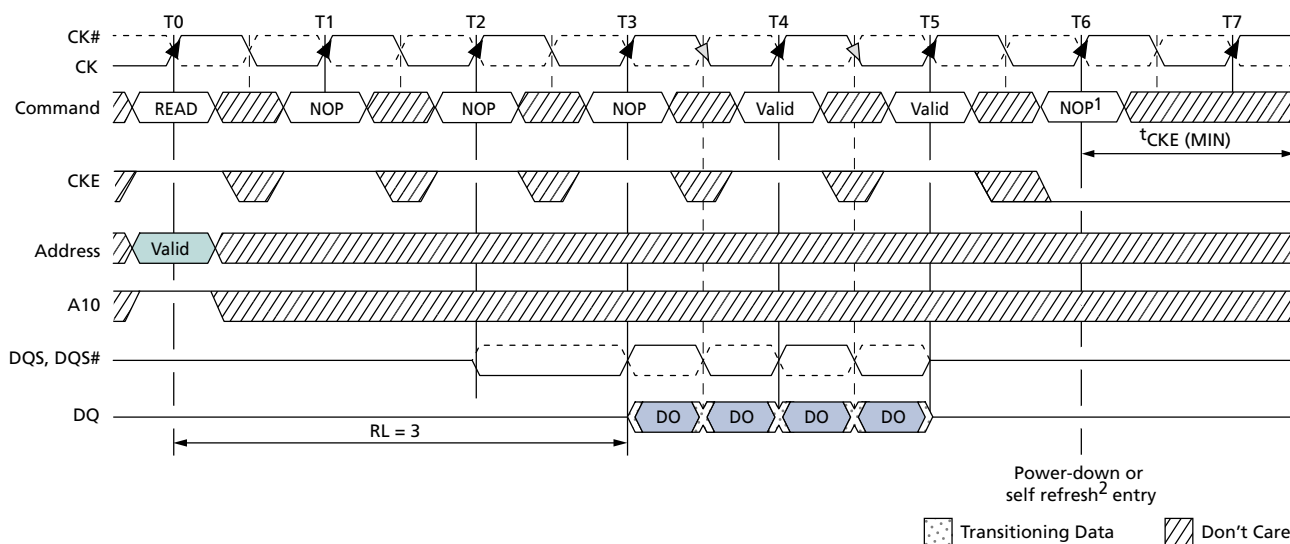 T0 T1 T2 T3 T4 T5 T6 T7
CK#
CK
Command READ NOP NOP NOP Valid Valid NOP1
tCKE (MIN)
CKE
Address Valid
A10
DQS, DQS#
DQ DO DO DO DO
RL = 3
Power-down or
self refresh2 entry
Transitioning Data Don't Care